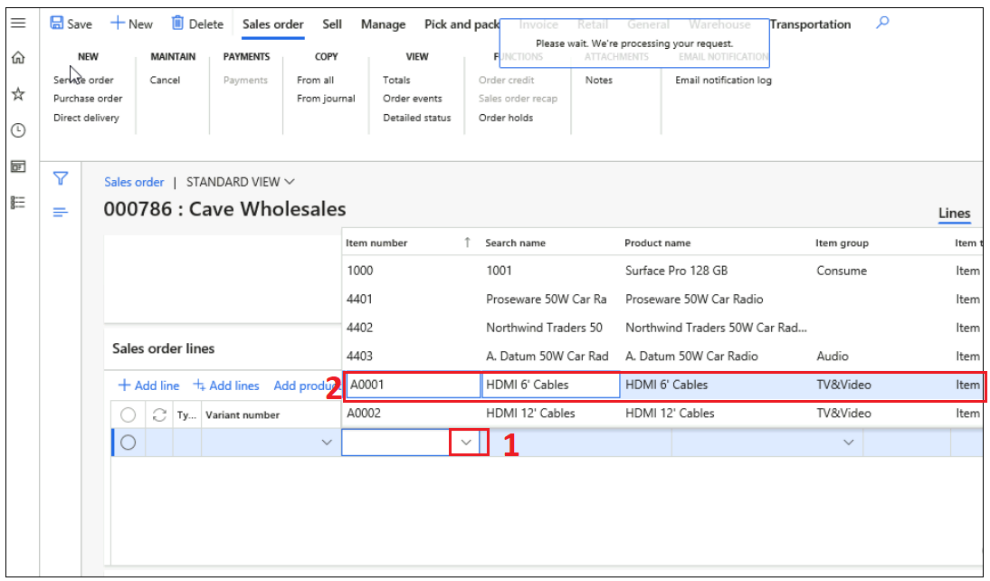 Save New Delete Sales order Sell Manage Pick and pack Invoice Retail General Warehouse Transportation
Please wait. We're processing your request.
NEW MAINTAIN PAYMENTS COPY VIEW FUNCTIONS ATTACHMENTS EMAIL NOTIFICATION
Service order Cancel Payments From all Totals Order credit Notes Email notification log
Purchase order From journal Order events Sales order recap
Direct delivery Detailed status Order holds
Sales order | STANDARD VIEW
000786 : Cave Wholesales
Lines
Item number Search name Product name Item group Item t
1000 1001 Surface Pro 128 GB Consume Item
4401 Proseware 50W Car Ra Proseware 50W Car Radio Item
4402 Northwind Traders 50 Northwind Traders 50W Car Rad... Item
Sales order lines
4403 A. Datum 50W Car Rad A. Datum 50W Car Radio Audio Item
Add line Add lines Add produc 2 A0001 HDMI 6' Cables HDMI 6' Cables TV&Video Item
Ty... Variant number A0002 HDMI 12' Cables HDMI 12' Cables TV&Video Item
1